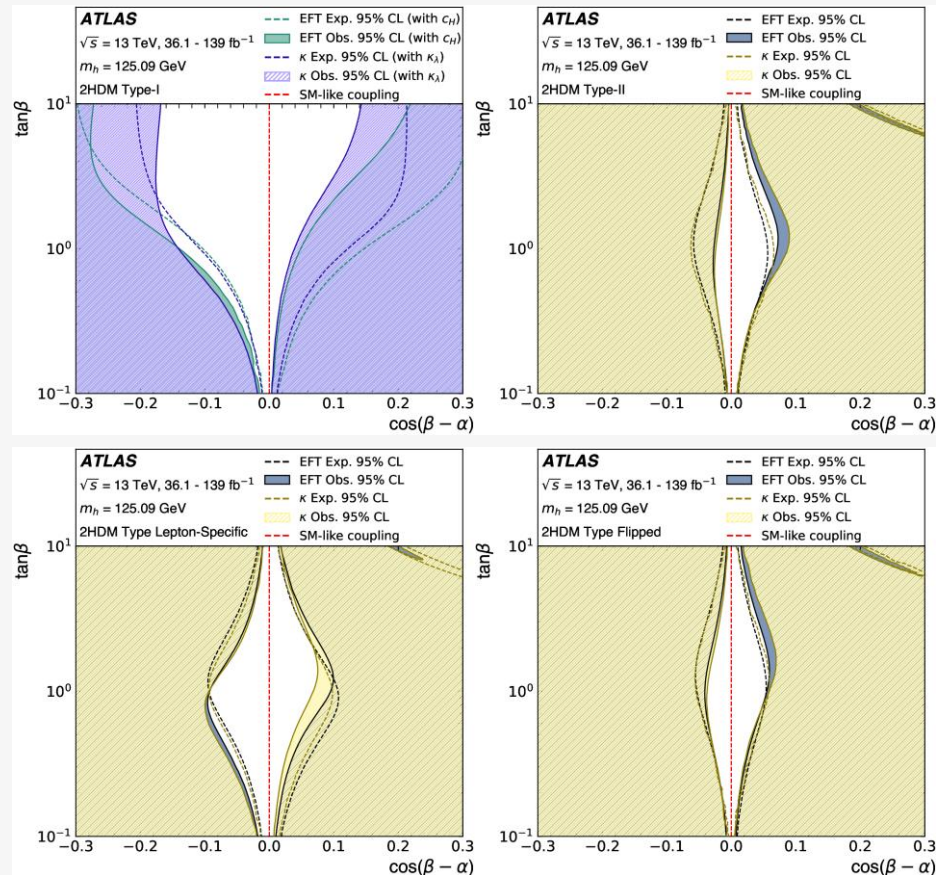 ATLAS
√s = 13 TeV, 36.1 - 139 fb⁻¹
m_h = 125.09 GeV
2HDM Type-I
EFT Exp. 95% CL (with c_H)
EFT Obs. 95% CL (with c_H)
κ Exp. 95% CL (with κ_λ)
κ Obs. 95% CL (with κ_λ)
SM-like coupling
tanβ
10¹
10⁰
10⁻¹
−0.3 −0.2 −0.1 0.0 0.1 0.2 0.3
cos(β − α)
ATLAS
√s = 13 TeV, 36.1 - 139 fb⁻¹
m_h = 125.09 GeV
2HDM Type-II
EFT Exp. 95% CL
EFT Obs. 95% CL
κ Exp. 95% CL
κ Obs. 95% CL
SM-like coupling
tanβ
10¹
10⁰
10⁻¹
−0.3 −0.2 −0.1 0.0 0.1 0.2 0.3
cos(β − α)
ATLAS
√s = 13 TeV, 36.1 - 139 fb⁻¹
m_h = 125.09 GeV
2HDM Type Lepton-Specific
EFT Exp. 95% CL
EFT Obs. 95% CL
κ Exp. 95% CL
κ Obs. 95% CL
SM-like coupling
tanβ
10¹
10⁰
10⁻¹
−0.3 −0.2 −0.1 0.0 0.1 0.2 0.3
cos(β − α)
ATLAS
√s = 13 TeV, 36.1 - 139 fb⁻¹
m_h = 125.09 GeV
2HDM Type Flipped
EFT Exp. 95% CL
EFT Obs. 95% CL
κ Exp. 95% CL
κ Obs. 95% CL
SM-like coupling
tanβ
10¹
10⁰
10⁻¹
−0.3 −0.2 −0.1 0.0 0.1 0.2 0.3
cos(β − α)